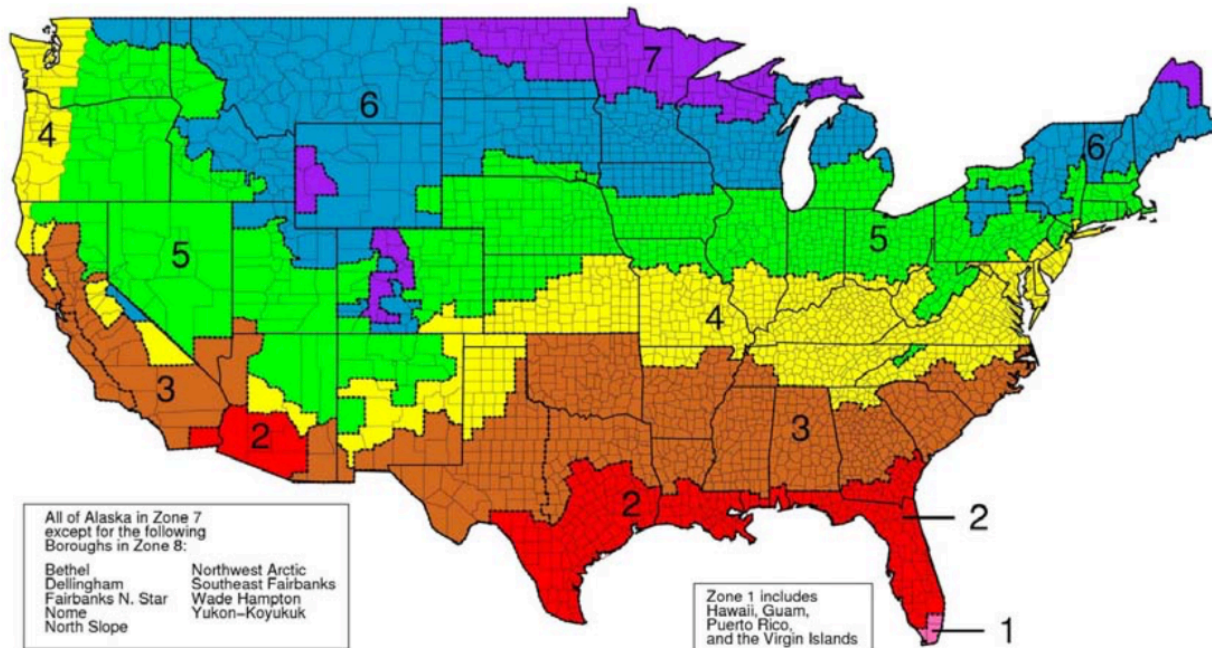 7
6
4
6
5
5
4
3
3
2
2
2
1
All of Alaska in Zone 7
except for the following
Boroughs in Zone 8:
Bethel Northwest Arctic
Dellingham Southeast Fairbanks
Fairbanks N. Star Wade Hampton
Nome Yukon-Koyukuk
North Slope
Zone 1 includes
Hawaii, Guam,
Puerto Rico,
and the Virgin Islands